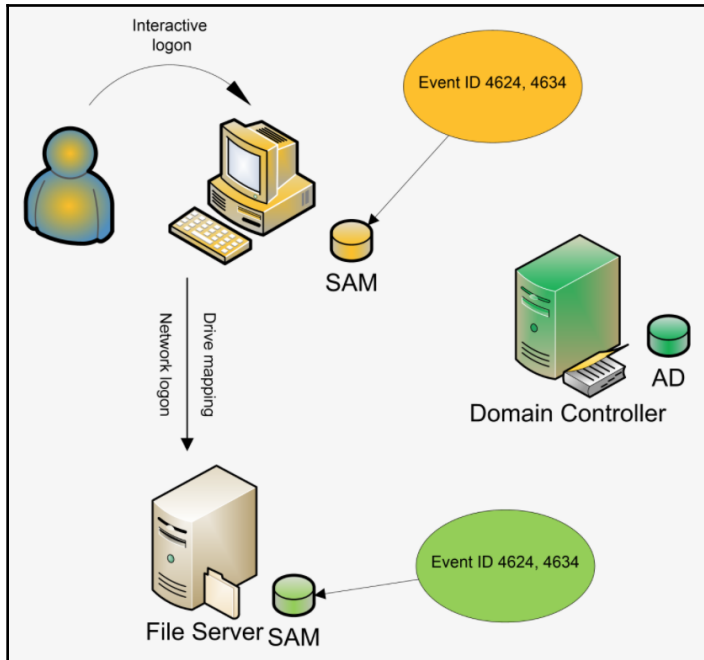 Interactive
logon
Event ID 4624, 4634
SAM
AD
Domain Controller
Drive mapping
Network logon
Event ID 4624, 4634
File Server
SAM